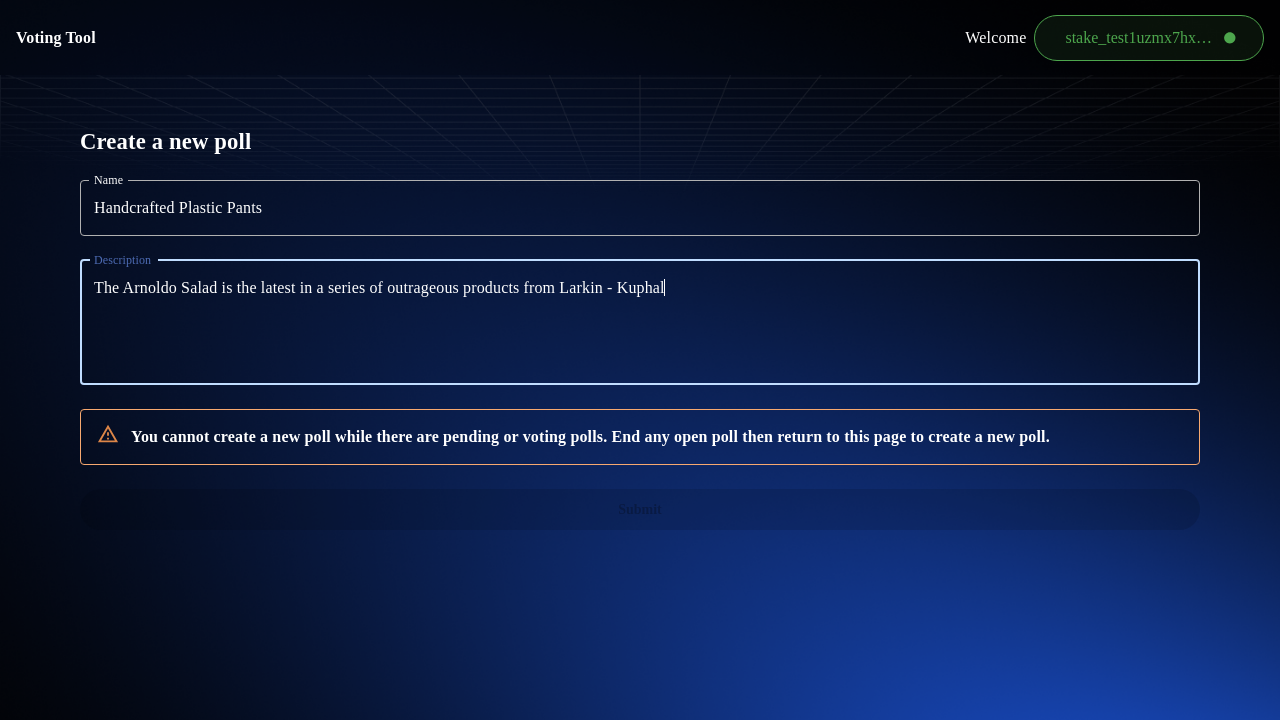 Voting Tool
Welcome
stake_test1uzmx7hx…
Create a new poll
Name
Handcrafted Plastic Pants
Description
The Arnoldo Salad is the latest in a series of outrageous products from Larkin - Kuphal
You cannot create a new poll while there are pending or voting polls. End any open poll then return to this page to create a new poll.
Submit